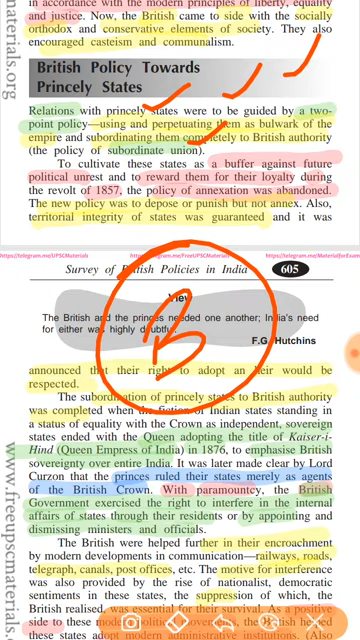 in accordance with the modern principles of liberty, equality
and justice. Now, the British came to side with the socially
orthodox and conservative elements of society. They also
encouraged casteism and communalism.
British Policy Towards
Princely States
Relations with princely states were to be guided by a two-
point policy—using and perpetuating them as bulwark of the
empire and subordinating them completely to British authority
(the policy of subordinate union).
To cultivate these states as a buffer against future
political unrest and to reward them for their loyalty during
the revolt of 1857, the policy of annexation was abandoned.
The new policy was to depose or punish but not annex. Also,
territorial integrity of states was guaranteed and it was
https://telegram.me/UPSCMaterials https://telegram.me/FreeUPSCMaterials https://telegram.me/MaterialforExam
Survey of British Policies in India 605
View
The British and the princes needed one another; India's need
for either was highly doubtful.
F.G. Hutchins
B
announced that their right to adopt an heir would be
respected.
The subordination of princely states to British authority
was completed when the fiction of Indian states standing in
a status of equality with the Crown as independent, sovereign
states ended with the Queen adopting the title of Kaiser-i-
Hind (Queen Empress of India) in 1876, to emphasise British
sovereignty over entire India. It was later made clear by Lord
Curzon that the princes ruled their states merely as agents
of the British Crown. With paramountcy, the British
Government exercised the right to interfere in the internal
affairs of states through their residents or by appointing and
dismissing ministers and officials.
The British were helped further in their encroachment
by modern developments in communication—railways, roads,
telegraph, canals, post offices, etc. The motive for interference
was also provided by the rise of nationalist, democratic
sentiments in these states, the suppression of which, the
British realised, was essential for their survival. As a positive
side to these political the British helped
these states adopt modern administrative institutions. (Also
materials.org
www.freeupscmaterials.org